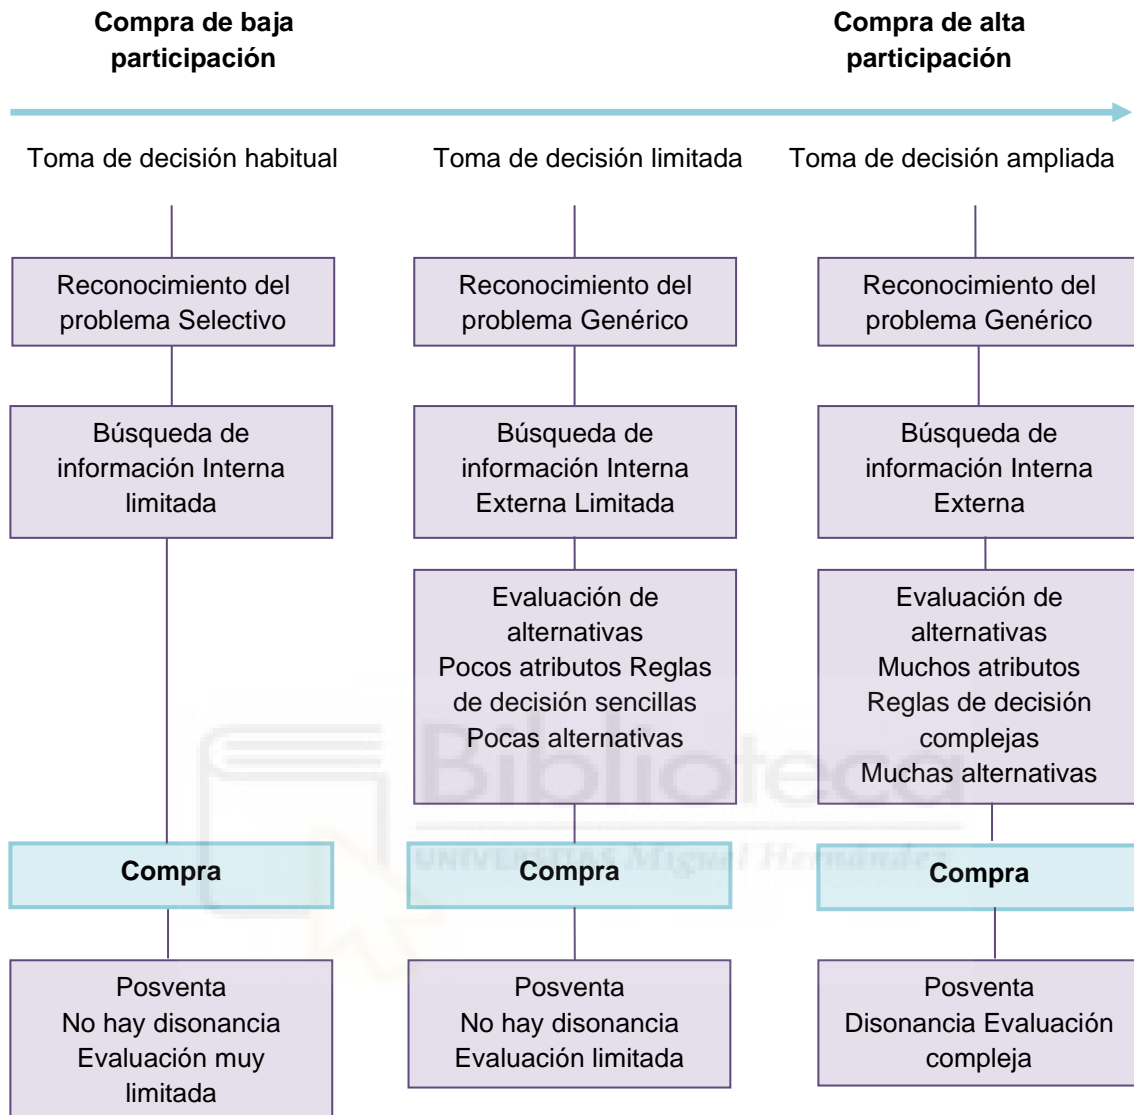 Compra de baja
participación
Compra de alta
participación
Toma de decisión habitual
Toma de decisión limitada
Toma de decisión ampliada
Reconocimiento del
problema Selectivo
Reconocimiento del
problema Genérico
Reconocimiento del
problema Genérico
Búsqueda de
información Interna
limitada
Búsqueda de
información Interna
Externa Limitada
Búsqueda de
información Interna
Externa
Evaluación de
alternativas
Pocos atributos Reglas
de decisión sencillas
Pocas alternativas
Evaluación de
alternativas
Muchos atributos
Reglas de decisión
complejas
Muchas alternativas
Biblioteca
UNIVERSITAS Miguel Hernández
Compra
Compra
Compra
Posventa
No hay disonancia
Evaluación muy
limitada
Posventa
No hay disonancia
Evaluación limitada
Posventa
Disonancia Evaluación
compleja